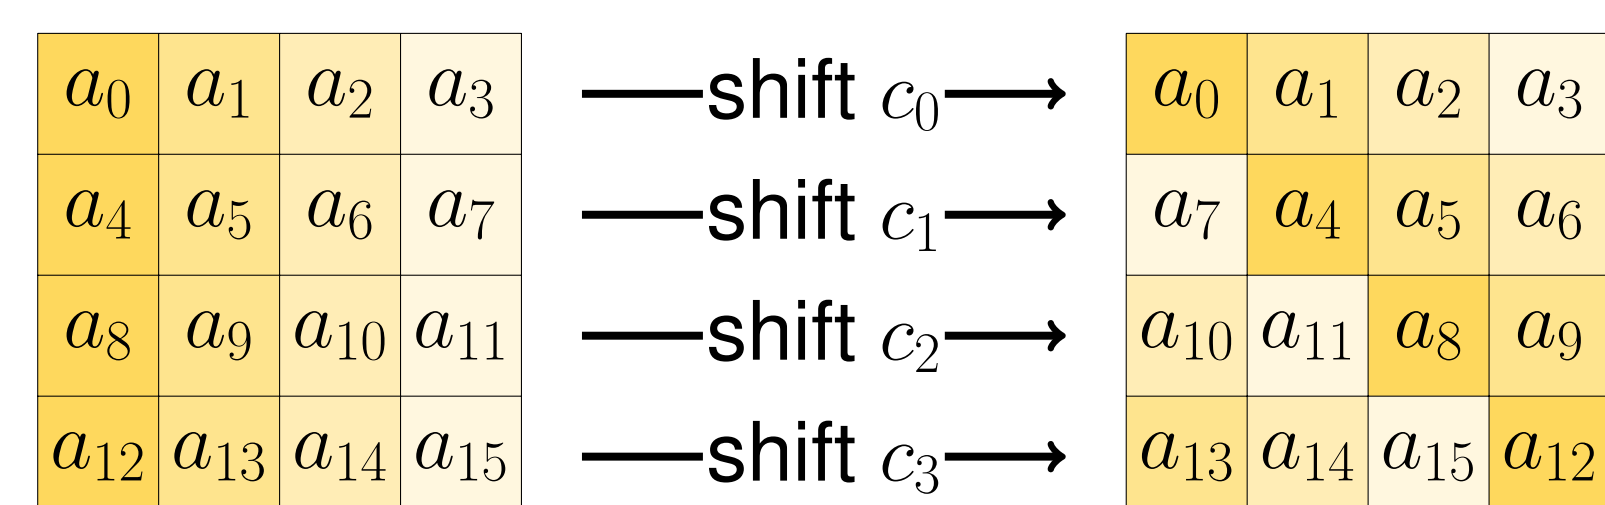 a₀ a₁ a₂ a₃ shift c₀ a₀ a₁ a₂ a₃
a₄ a₅ a₆ a₇ shift c₁ a₇ a₄ a₅ a₆
a₈ a₉ a₁₀ a₁₁ shift c₂ a₁₀ a₁₁ a₈ a₉
a₁₂ a₁₃ a₁₄ a₁₅ shift c₃ a₁₃ a₁₄ a₁₅ a₁₂